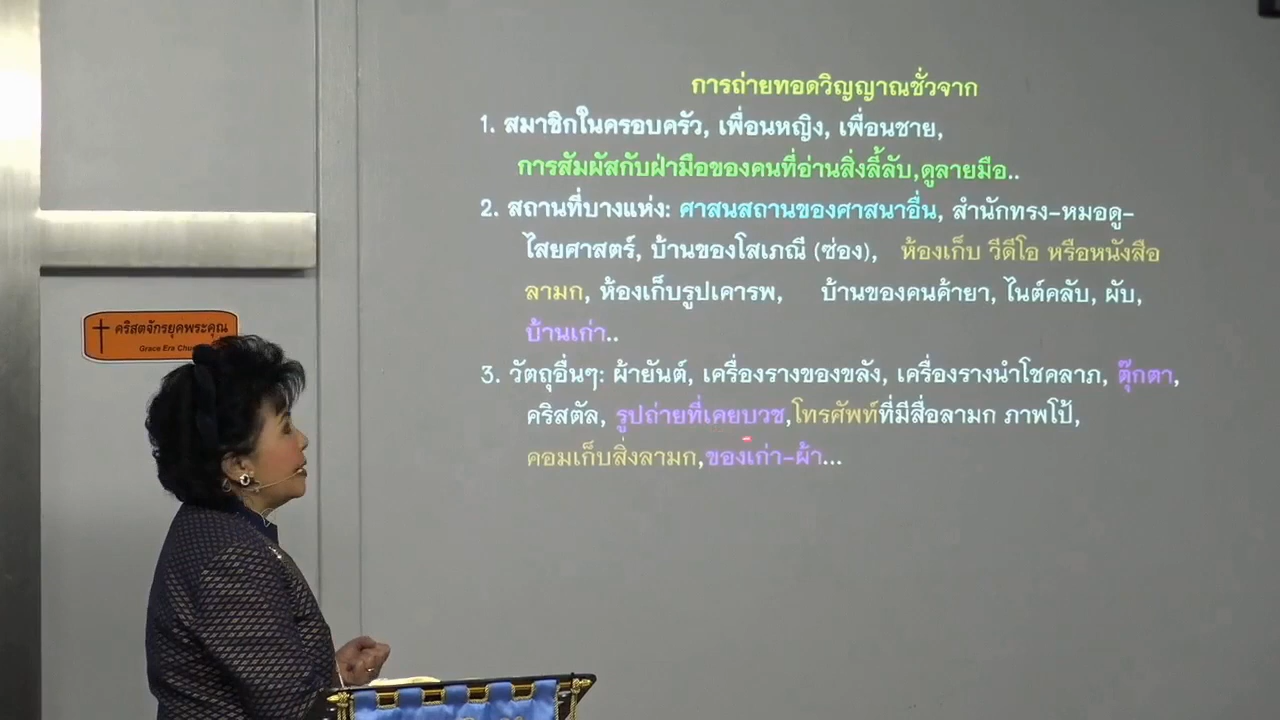 การถ่ายทอดวิญญาณชั่วจาก
1. สมาชิกในครอบครัว, เพื่อนหญิง, เพื่อนชาย,
การสัมผัสกับฝ่ามือของคนที่อ่านสิ่งลี้ลับ,ดูลายมือ..
2. สถานที่บางแห่ง: ศาสนสถานของศาสนาอื่น, สำนักทรง-หมอดู-
ไสยศาสตร์, บ้านของโสเภณี (ซ่อง), ห้องเก็บ วีดีโอ หรือหนังสือ
ลามก, ห้องเก็บรูปเคารพ, บ้านของคนค้ายา, ไนต์คลับ, ผับ,
บ้านเก่า..
3. วัตถุอื่นๆ: ผ้ายันต์, เครื่องรางของขลัง, เครื่องรางนำโชคลาภ, ตุ๊กตา,
คริสตัล, รูปถ่ายที่เคยบวช,โทรศัพท์ที่มีสื่อลามก ภาพโป้,
คอมเก็บสิ่งลามก,ของเก่า-ผ้า...
คริสตจักรยุคพระคุณ
Grace Era